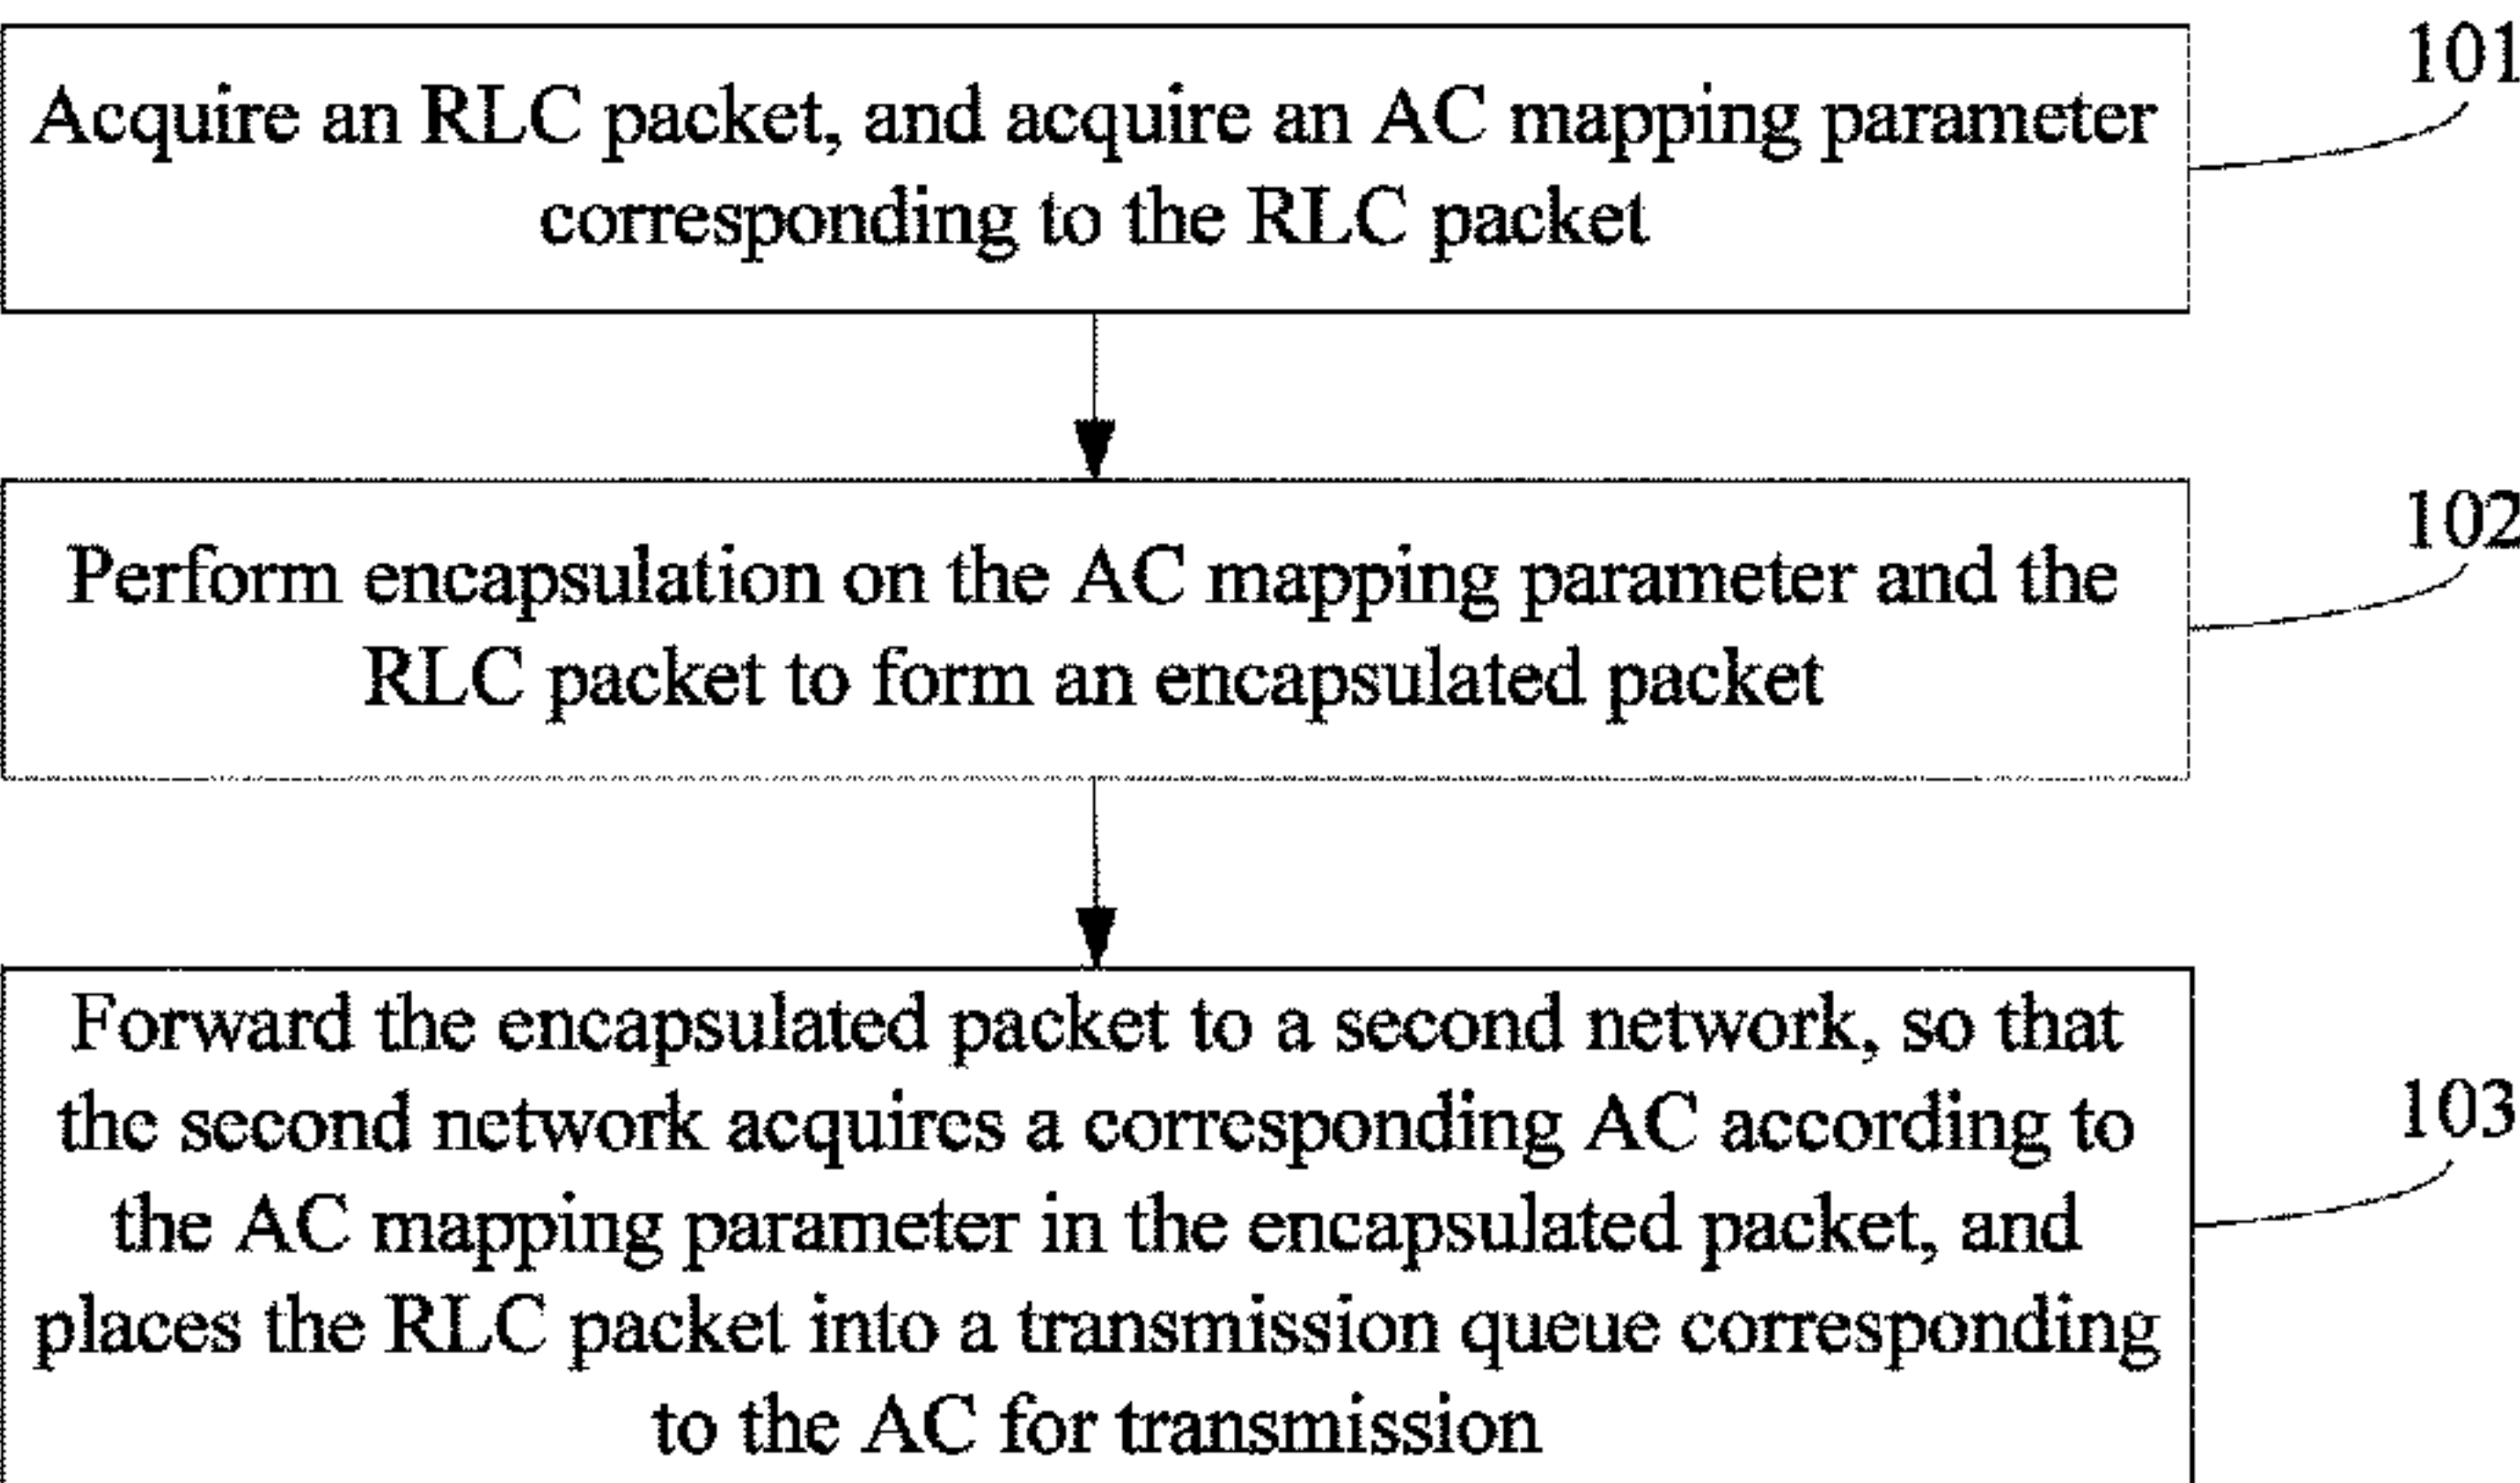 101
Acquire an RLC packet, and acquire an AC mapping parameter
corresponding to the RLC packet
102
Perform encapsulation on the AC mapping parameter and the
RLC packet to form an encapsulated packet
Forward the encapsulated packet to a second network, so that
the second network acquires a corresponding AC according to
103
the AC mapping parameter in the encapsulated packet, and
places the RLC packet into a transmission queue corresponding
to the AC for transmission